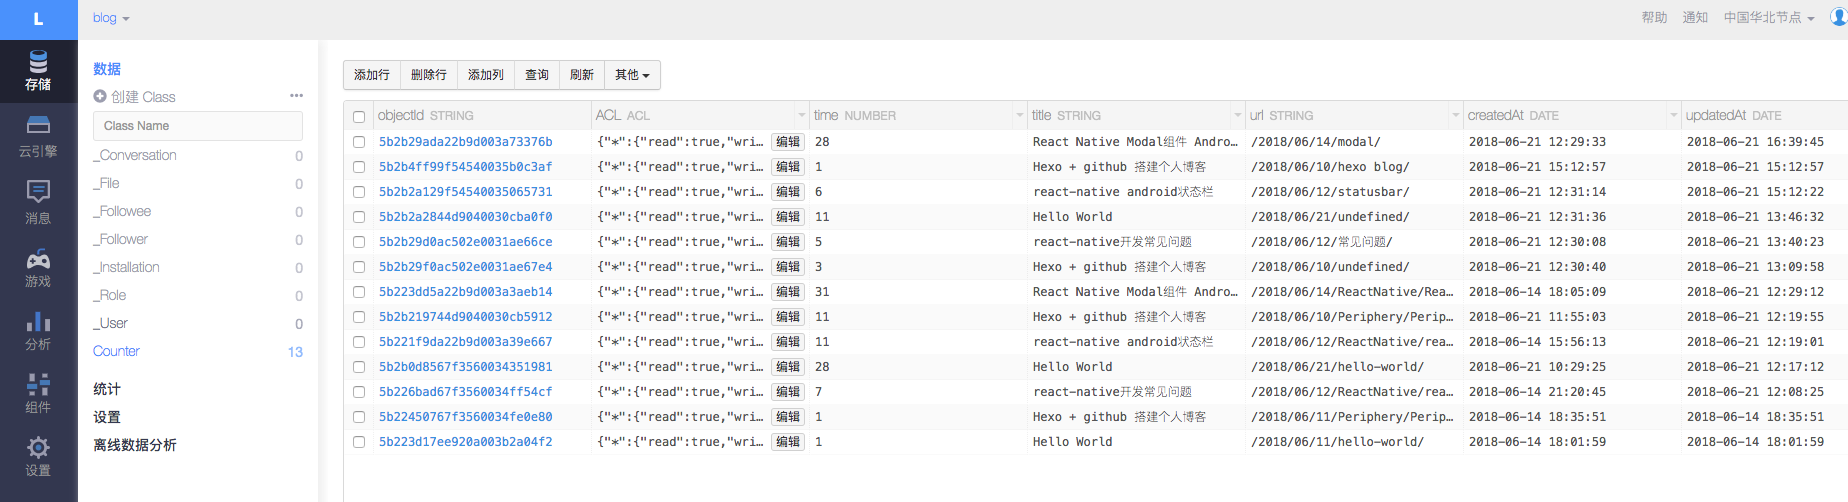 L
blog
帮助 通知 中国华北节点
存储
云引擎
消息
游戏
分析
组件
设置
数据
创建 Class
Class Name
_Conversation 0
_File 0
_Followee 0
_Follower 0
_Installation 0
_Role 0
_User 0
Counter 13
统计
设置
离线数据分析
添加行 删除行 添加列 查询 刷新 其他
objectId STRING ACL ACL time NUMBER title STRING url STRING createdAt DATE updatedAt DATE
5b2b29ada22b9d003a73376b {"*":{"read":true,"wri… 编辑 28 React Native Modal组件 Andro… /2018/06/14/modal/ 2018-06-21 12:29:33 2018-06-21 16:39:45
5b2b4ff99f54540035b0c3af {"*":{"read":true,"wri… 编辑 1 Hexo + github 搭建个人博客 /2018/06/10/hexo blog/ 2018-06-21 15:12:57 2018-06-21 15:12:57
5b2b2a129f54540035065731 {"*":{"read":true,"wri… 编辑 6 react-native android状态栏 /2018/06/12/statusbar/ 2018-06-21 12:31:14 2018-06-21 15:12:22
5b2b2a2844d9040030cba0f0 {"*":{"read":true,"wri… 编辑 11 Hello World /2018/06/21/undefined/ 2018-06-21 12:31:36 2018-06-21 13:46:32
5b2b29d0ac502e0031ae66ce {"*":{"read":true,"wri… 编辑 5 react-native开发常见问题 /2018/06/12/常见问题/ 2018-06-21 12:30:08 2018-06-21 13:40:23
5b2b29f0ac502e0031ae67e4 {"*":{"read":true,"wri… 编辑 3 Hexo + github 搭建个人博客 /2018/06/10/undefined/ 2018-06-21 12:30:40 2018-06-21 13:09:58
5b223dd5a22b9d003a3aeb14 {"*":{"read":true,"wri… 编辑 31 React Native Modal组件 Andro… /2018/06/14/ReactNative/Rea… 2018-06-14 18:05:09 2018-06-21 12:29:12
5b2b219744d9040030cb5912 {"*":{"read":true,"wri… 编辑 11 Hexo + github 搭建个人博客 /2018/06/10/Periphery/Perip… 2018-06-21 11:55:03 2018-06-21 12:19:55
5b221f9da22b9d003a39e667 {"*":{"read":true,"wri… 编辑 11 react-native android状态栏 /2018/06/12/ReactNative/rea… 2018-06-14 15:56:13 2018-06-21 12:19:01
5b2b0d8567f3560034351981 {"*":{"read":true,"wri… 编辑 28 Hello World /2018/06/21/hello-world/ 2018-06-21 10:29:25 2018-06-21 12:17:12
5b226bad67f3560034ff54cf {"*":{"read":true,"wri… 编辑 7 react-native开发常见问题 /2018/06/12/ReactNative/rea… 2018-06-14 21:20:45 2018-06-21 12:08:25
5b22450767f3560034fe0e80 {"*":{"read":true,"wri… 编辑 1 Hexo + github 搭建个人博客 /2018/06/11/Periphery/Perip… 2018-06-14 18:35:51 2018-06-14 18:35:51
5b223d17ee920a003b2a04f2 {"*":{"read":true,"wri… 编辑 1 Hello World /2018/06/11/hello-world/ 2018-06-14 18:01:59 2018-06-14 18:01:59